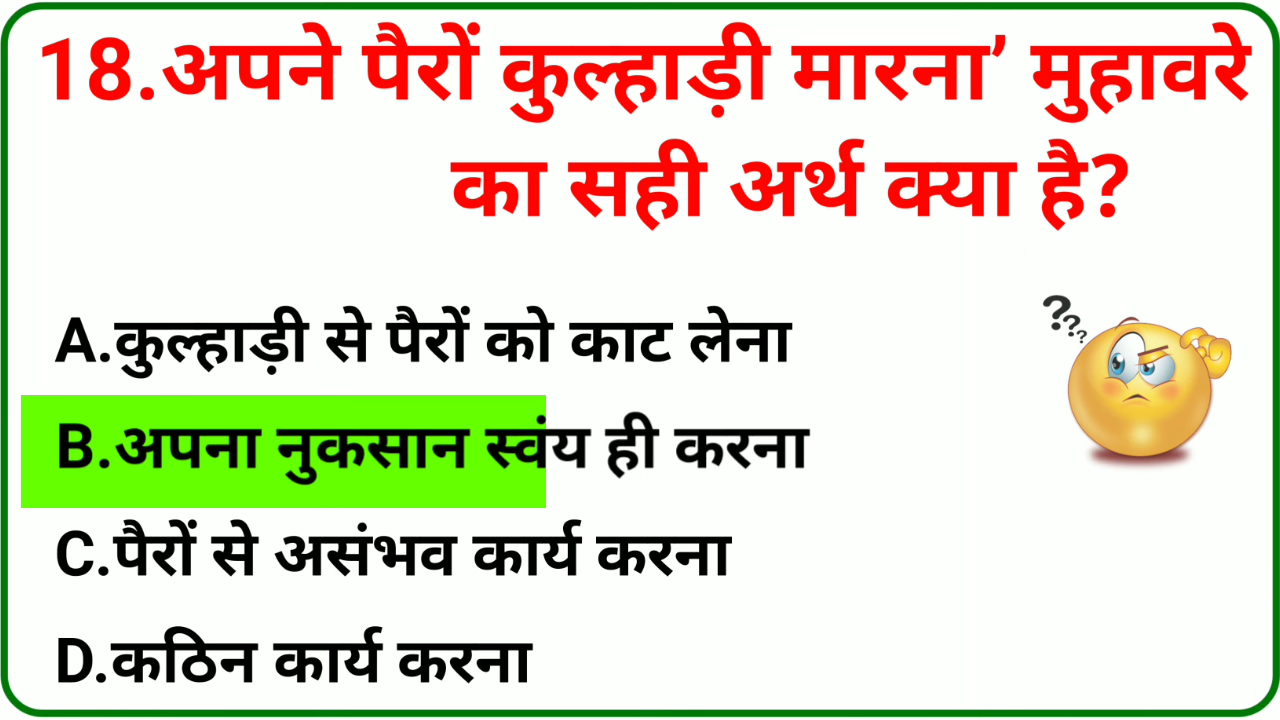 18.अपने पैरों कुल्हाड़ी मारना’ मुहावरे
का सही अर्थ क्या है?
???
A.कुल्हाड़ी से पैरों को काट लेना
B.अपना नुकसान स्वंय ही करना
C.पैरों से असंभव कार्य करना
D.कठिन कार्य करना